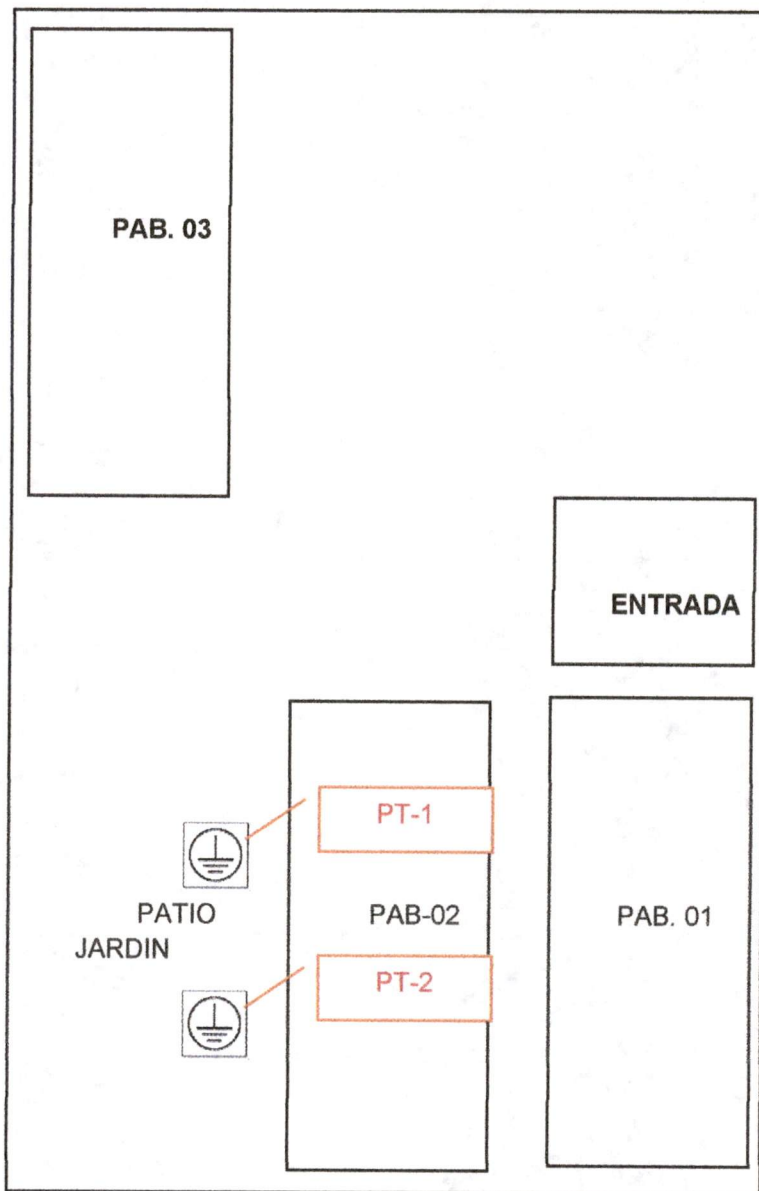 PAB. 03
ENTRADA
PT-1
PATIO
JARDIN
PAB-02
PAB. 01
PT-2